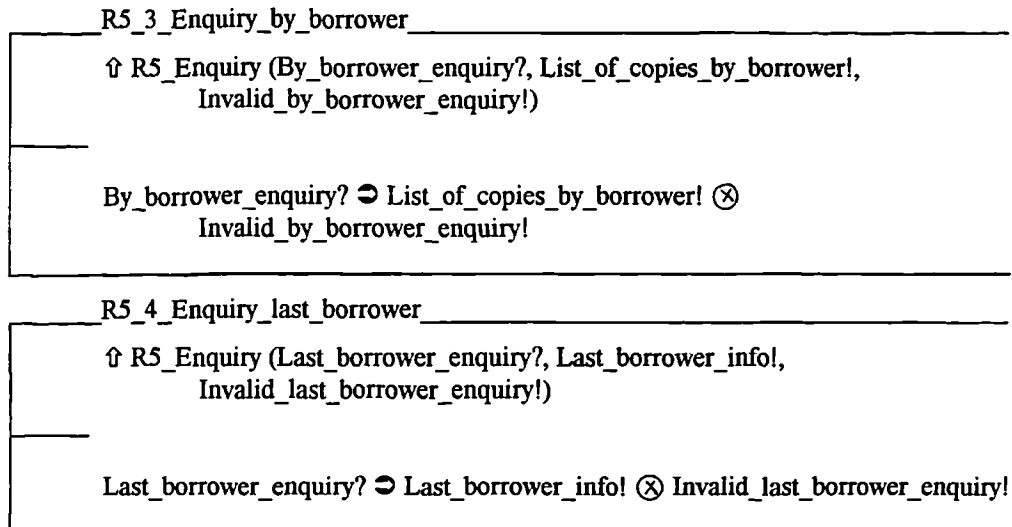 R5_3_Enquiry_by_borrower
⇧ R5_Enquiry (By_borrower_enquiry?, List_of_copies_by_borrower!,
Invalid_by_borrower_enquiry!)
By_borrower_enquiry? ➲ List_of_copies_by_borrower! ⊗
Invalid_by_borrower_enquiry!
R5_4_Enquiry_last_borrower
⇧ R5_Enquiry (Last_borrower_enquiry?, Last_borrower_info!,
Invalid_last_borrower_enquiry!)
Last_borrower_enquiry? ➲ Last_borrower_info! ⊗ Invalid_last_borrower_enquiry!